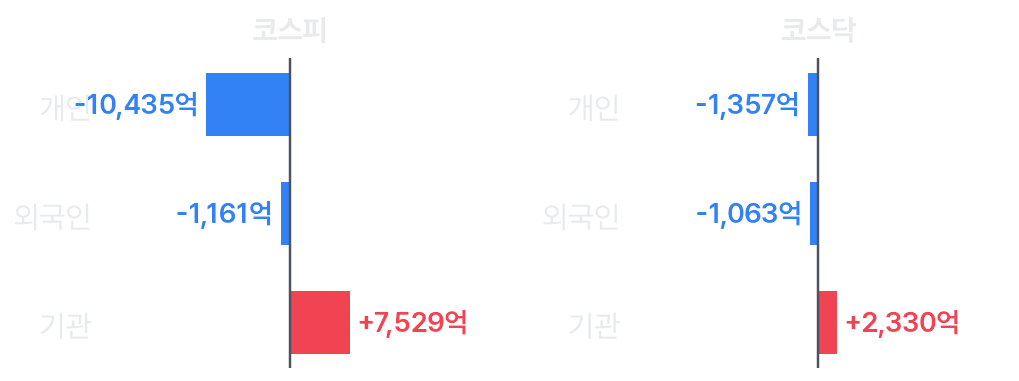 코스피
개인 -10,435억
외국인 -1,161억
기관 +7,529억
코스닥
개인 -1,357억
외국인 -1,063억
기관 +2,330억